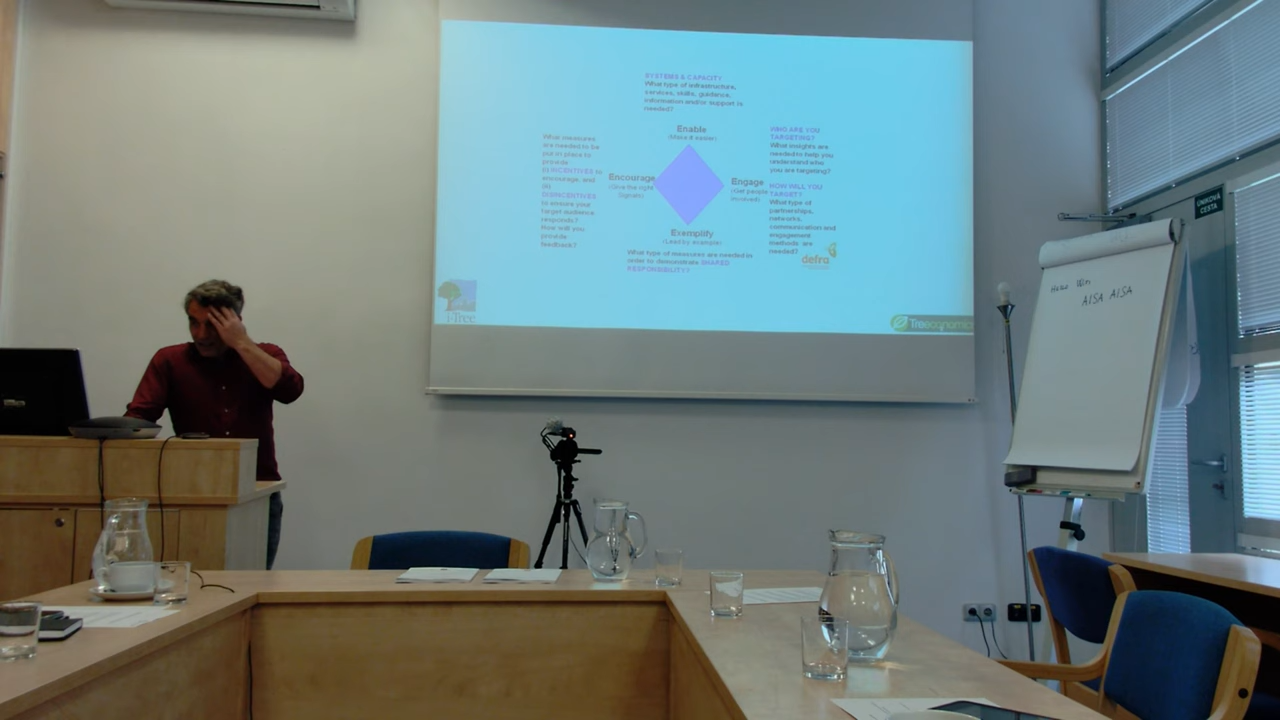 SYSTEMS & CAPACITY
What type of infrastructure,
services, skills, guidence,
information and/or support is
needed?
Enable
(Make it easier)
What measures
are needed to be
put in place to
provide
INCENTIVES to
encourage, and
DISINCENTIVES
to ensure your
target audience
responds?
How will you
provide
feedback?
Encourage
(Give the right
Signals)
Engage
(Get people
involved)
WHO ARE YOU
TARGETING?
What insights are
needed to help you
understand who
you are targeting?
HOW WILL YOU
TARGET?
What type of
partnerships,
networks,
communication and
engagement
methods are
needed?
Exemplify
(Lead by example)
What type of measures are needed in
order to demonstrate SHARED
RESPONSIBILITY?
defra
i-Tree
Treeconomics
ÚNIKOVÁ
CESTA
AISA AISA